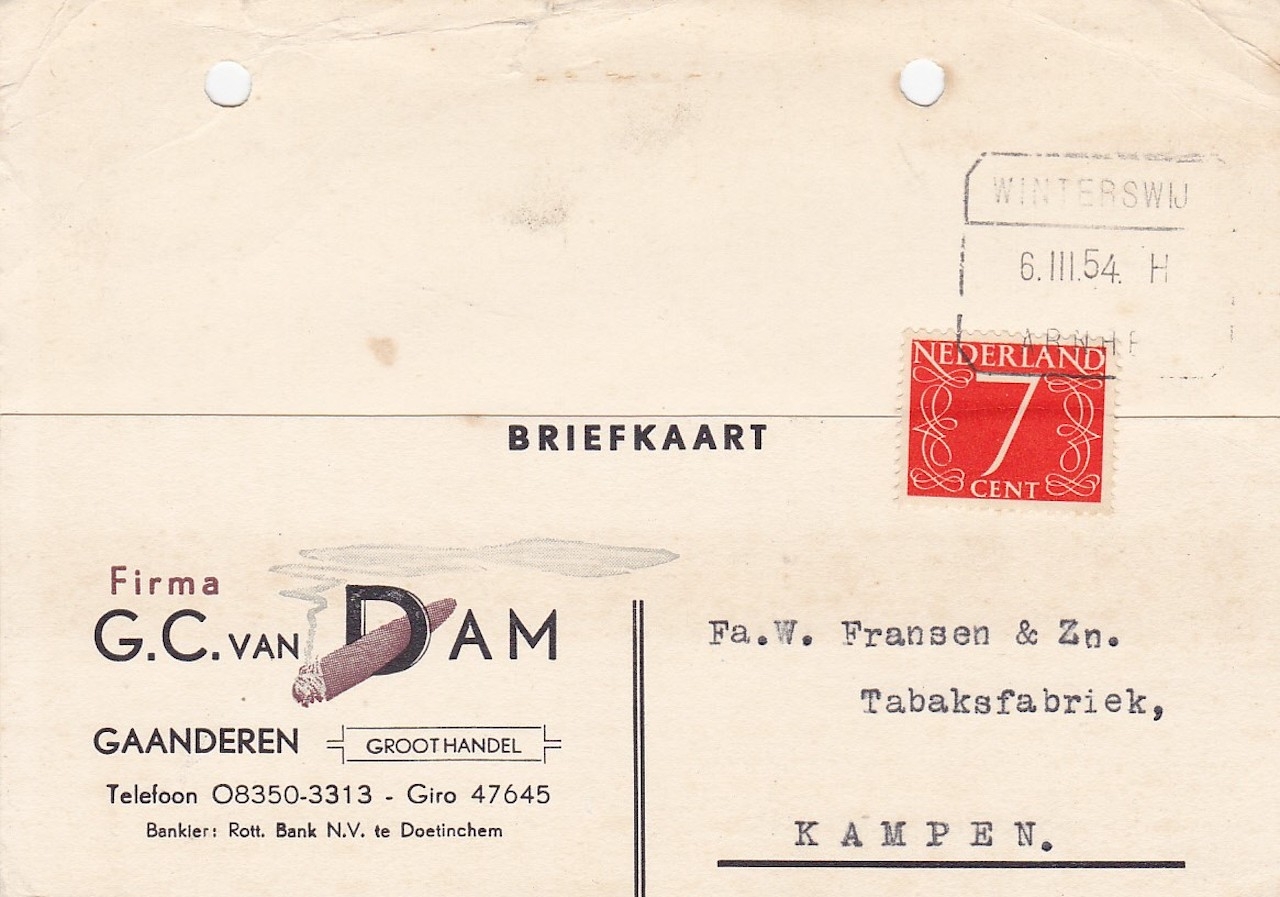 WINTERSWIJ
6.III.54. H
ARNHE
NEDERLAND
7
CENT
BRIEFKAART
Firma
G.C. VAN DAM
GAANDEREN GROOTHANDEL
Telefoon 08350-3313 - Giro 47645
Bankier: Rott. Bank N.V. te Doetinchem
Fa.W. Fransen & Zn.
Tabaksfabriek,
KAMPEN.